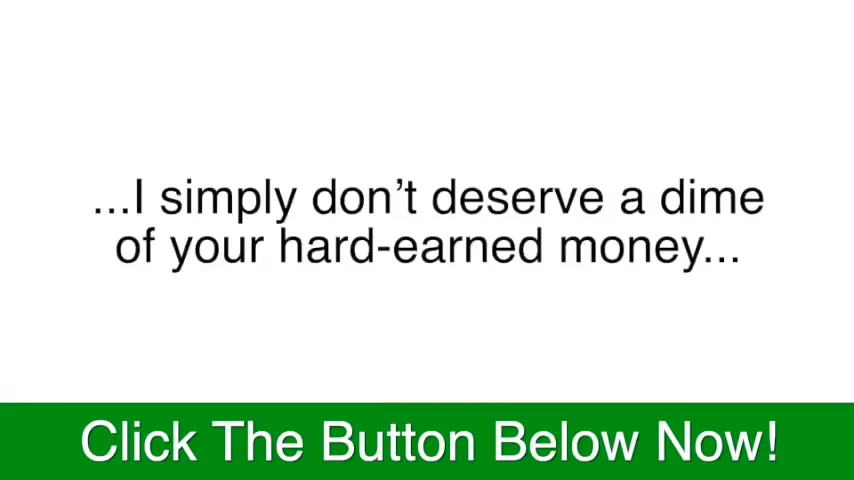 ...I simply don’t deserve a dime
of your hard-earned money...
Click The Button Below Now!